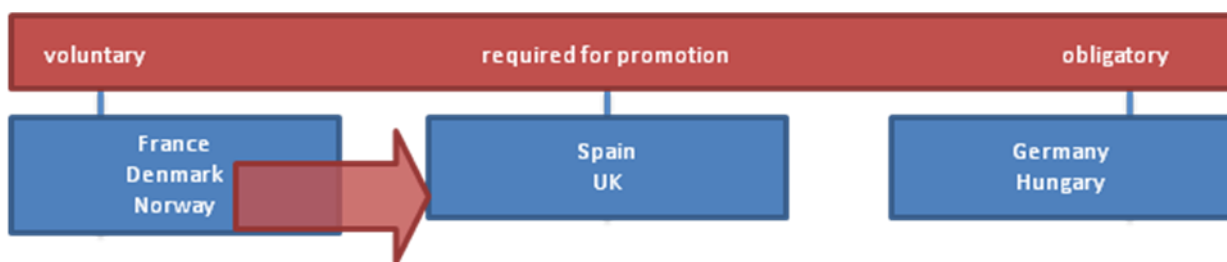 voluntary required for promotion obligatory
France
Denmark
Norway
Spain
UK
Germany
Hungary